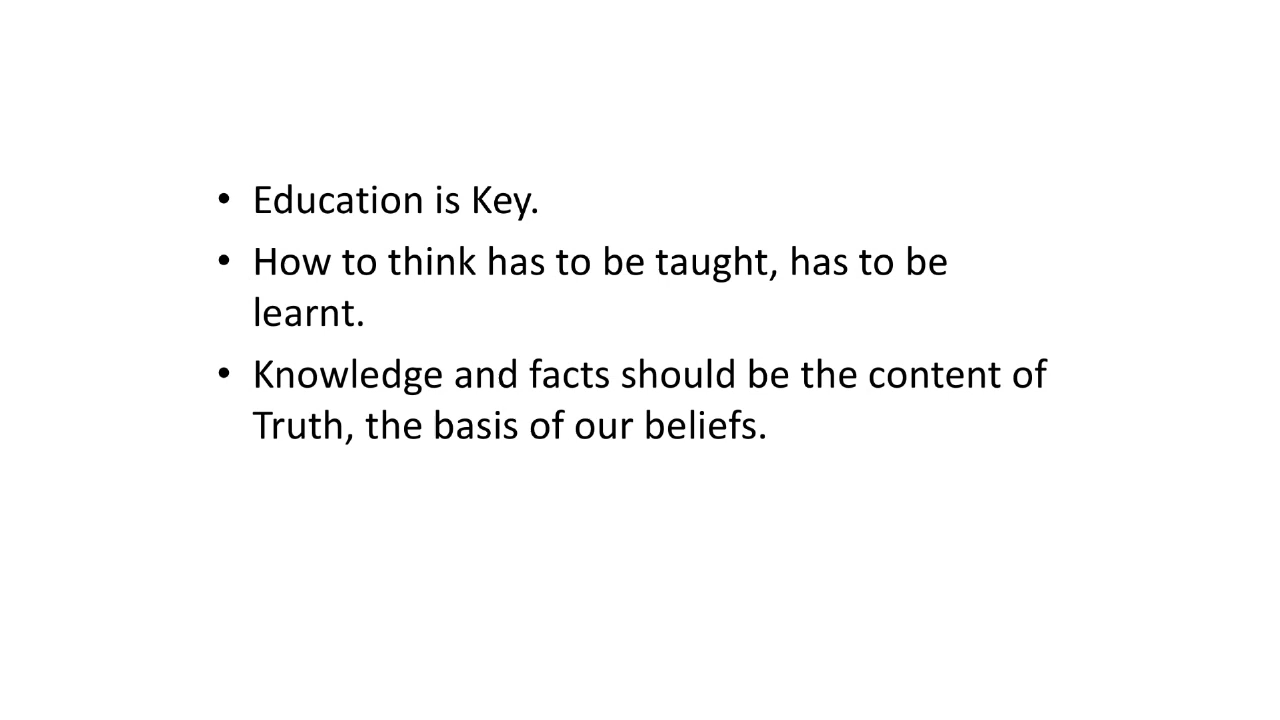 • Education is Key.
• How to think has to be taught, has to be
learnt.
• Knowledge and facts should be the content of
Truth, the basis of our beliefs.